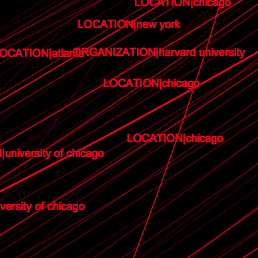 LOCATION|chicago
LOCATION|new york
OCATION|atlanta
ORGANIZATION|harvard university
LOCATION|chicago
LOCATION|chicago
|university of chicago
versity of chicago